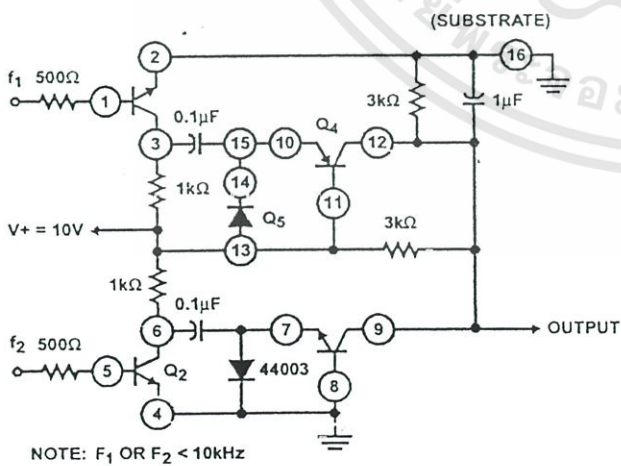 (SUBSTRATE)
2
16
f1 500Ω
1
3kΩ
1μF
0.1μF
Q4
3
15
10
12
1kΩ
14
11
V+ = 10V
Q5
13
3kΩ
1kΩ
0.1μF
6
7
9
OUTPUT
f2 500Ω
5
Q2
44003
8
4
NOTE: F1 OR F2 < 10kHz